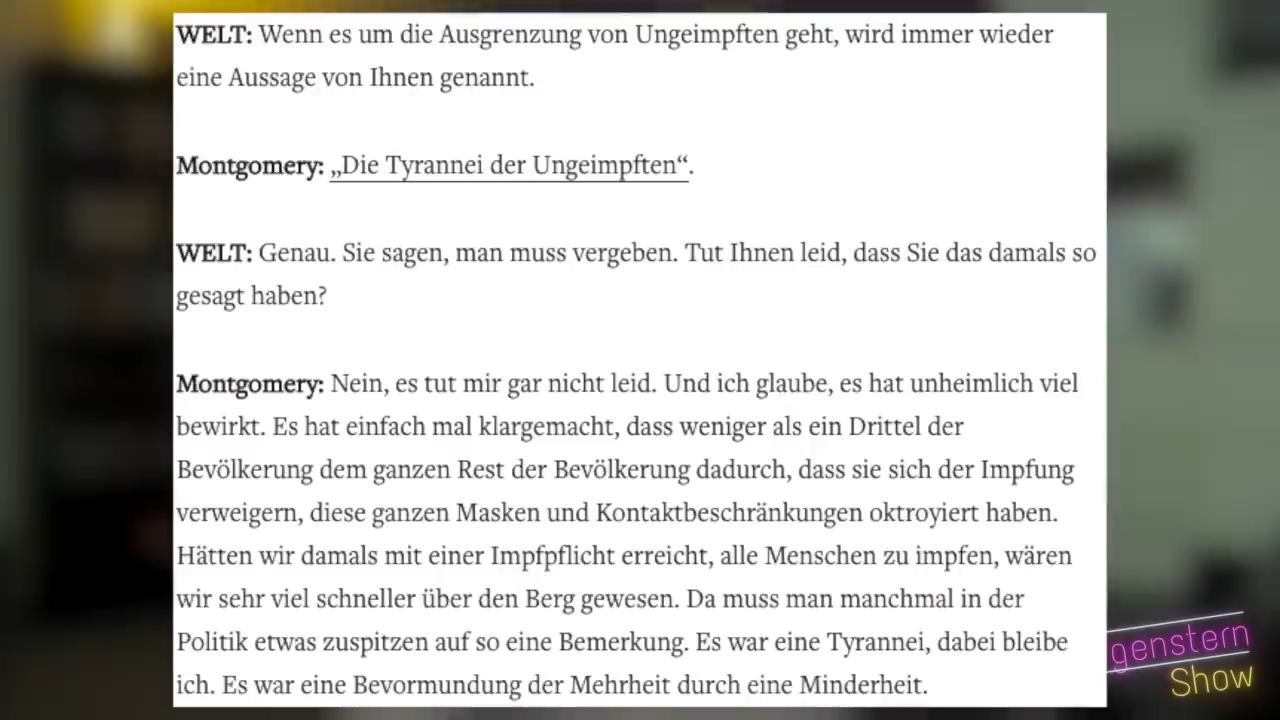 WELT: Wenn es um die Ausgrenzung von Ungeimpften geht, wird immer wieder
eine Aussage von Ihnen genannt.
Montgomery: „Die Tyrannei der Ungeimpften“.
WELT: Genau. Sie sagen, man muss vergeben. Tut Ihnen leid, dass Sie das damals so
gesagt haben?
Montgomery: Nein, es tut mir gar nicht leid. Und ich glaube, es hat unheimlich viel
bewirkt. Es hat einfach mal klargemacht, dass weniger als ein Drittel der
Bevölkerung dem ganzen Rest der Bevölkerung dadurch, dass sie sich der Impfung
verweigern, diese ganzen Masken und Kontaktbeschränkungen oktroyiert haben.
Hätten wir damals mit einer Impfpflicht erreicht, alle Menschen zu impfen, wären
wir sehr viel schneller über den Berg gewesen. Da muss man manchmal in der
Politik etwas zuspitzen auf so eine Bemerkung. Es war eine Tyrannei, dabei bleibe
ich. Es war eine Bevormundung der Mehrheit durch eine Minderheit.
genstern
Show